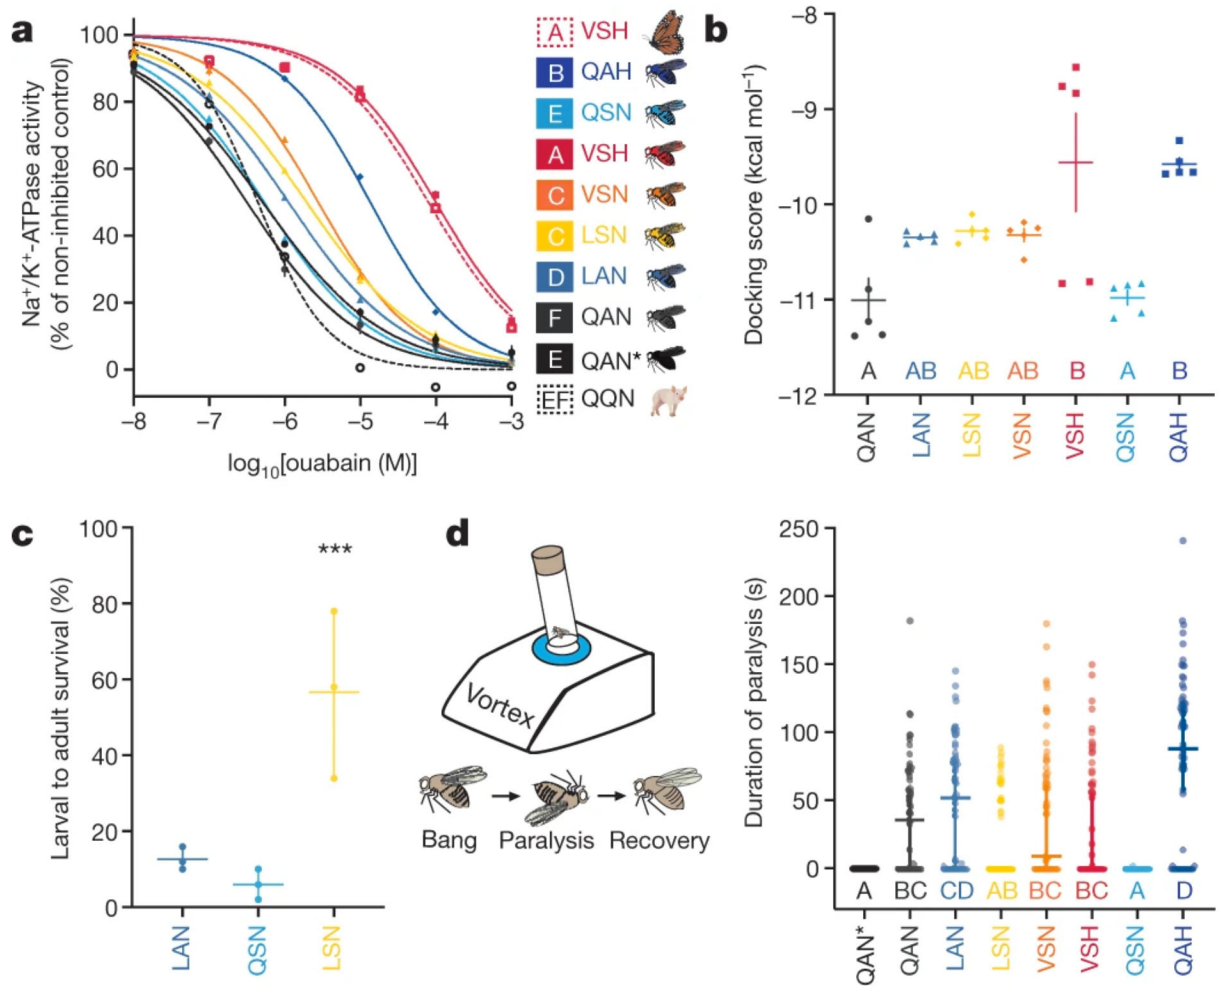 a
Na+/K+-ATPase activity
(% of non-inhibited control)
100
80
60
40
20
0
–8
–7
–6
–5
–4
–3
log10[ouabain (M)]
A VSH
B QAH
E QSN
A VSH
C VSN
C LSN
D LAN
F QAN
E QAN*
EF QQN
b
Docking score (kcal mol–1)
–8
–9
–10
–11
–12
A AB AB AB B A B
QAN
LAN
LSN
VSN
VSH
QSN
QAH
c
Larval to adult survival (%)
100
80
60
40
20
0
***
LAN
QSN
LSN
d
Vortex
Bang Paralysis Recovery
Duration of paralysis (s)
250
200
150
100
50
0
A BC CD AB BC BC A D
QAN*
QAN
LAN
LSN
VSN
VSH
QSN
QAH